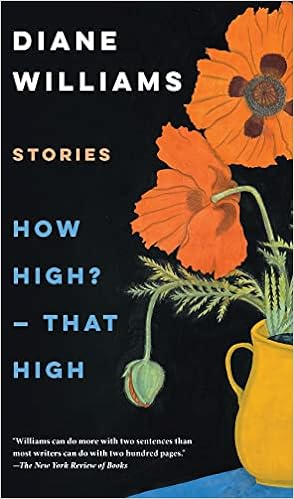 DIANE
WILLIAMS
STORIES
HOW
HIGH?
– THAT
HIGH
"Williams can do more with two sentences than
most writers can do with two hundred pages."
—The New York Review of Books